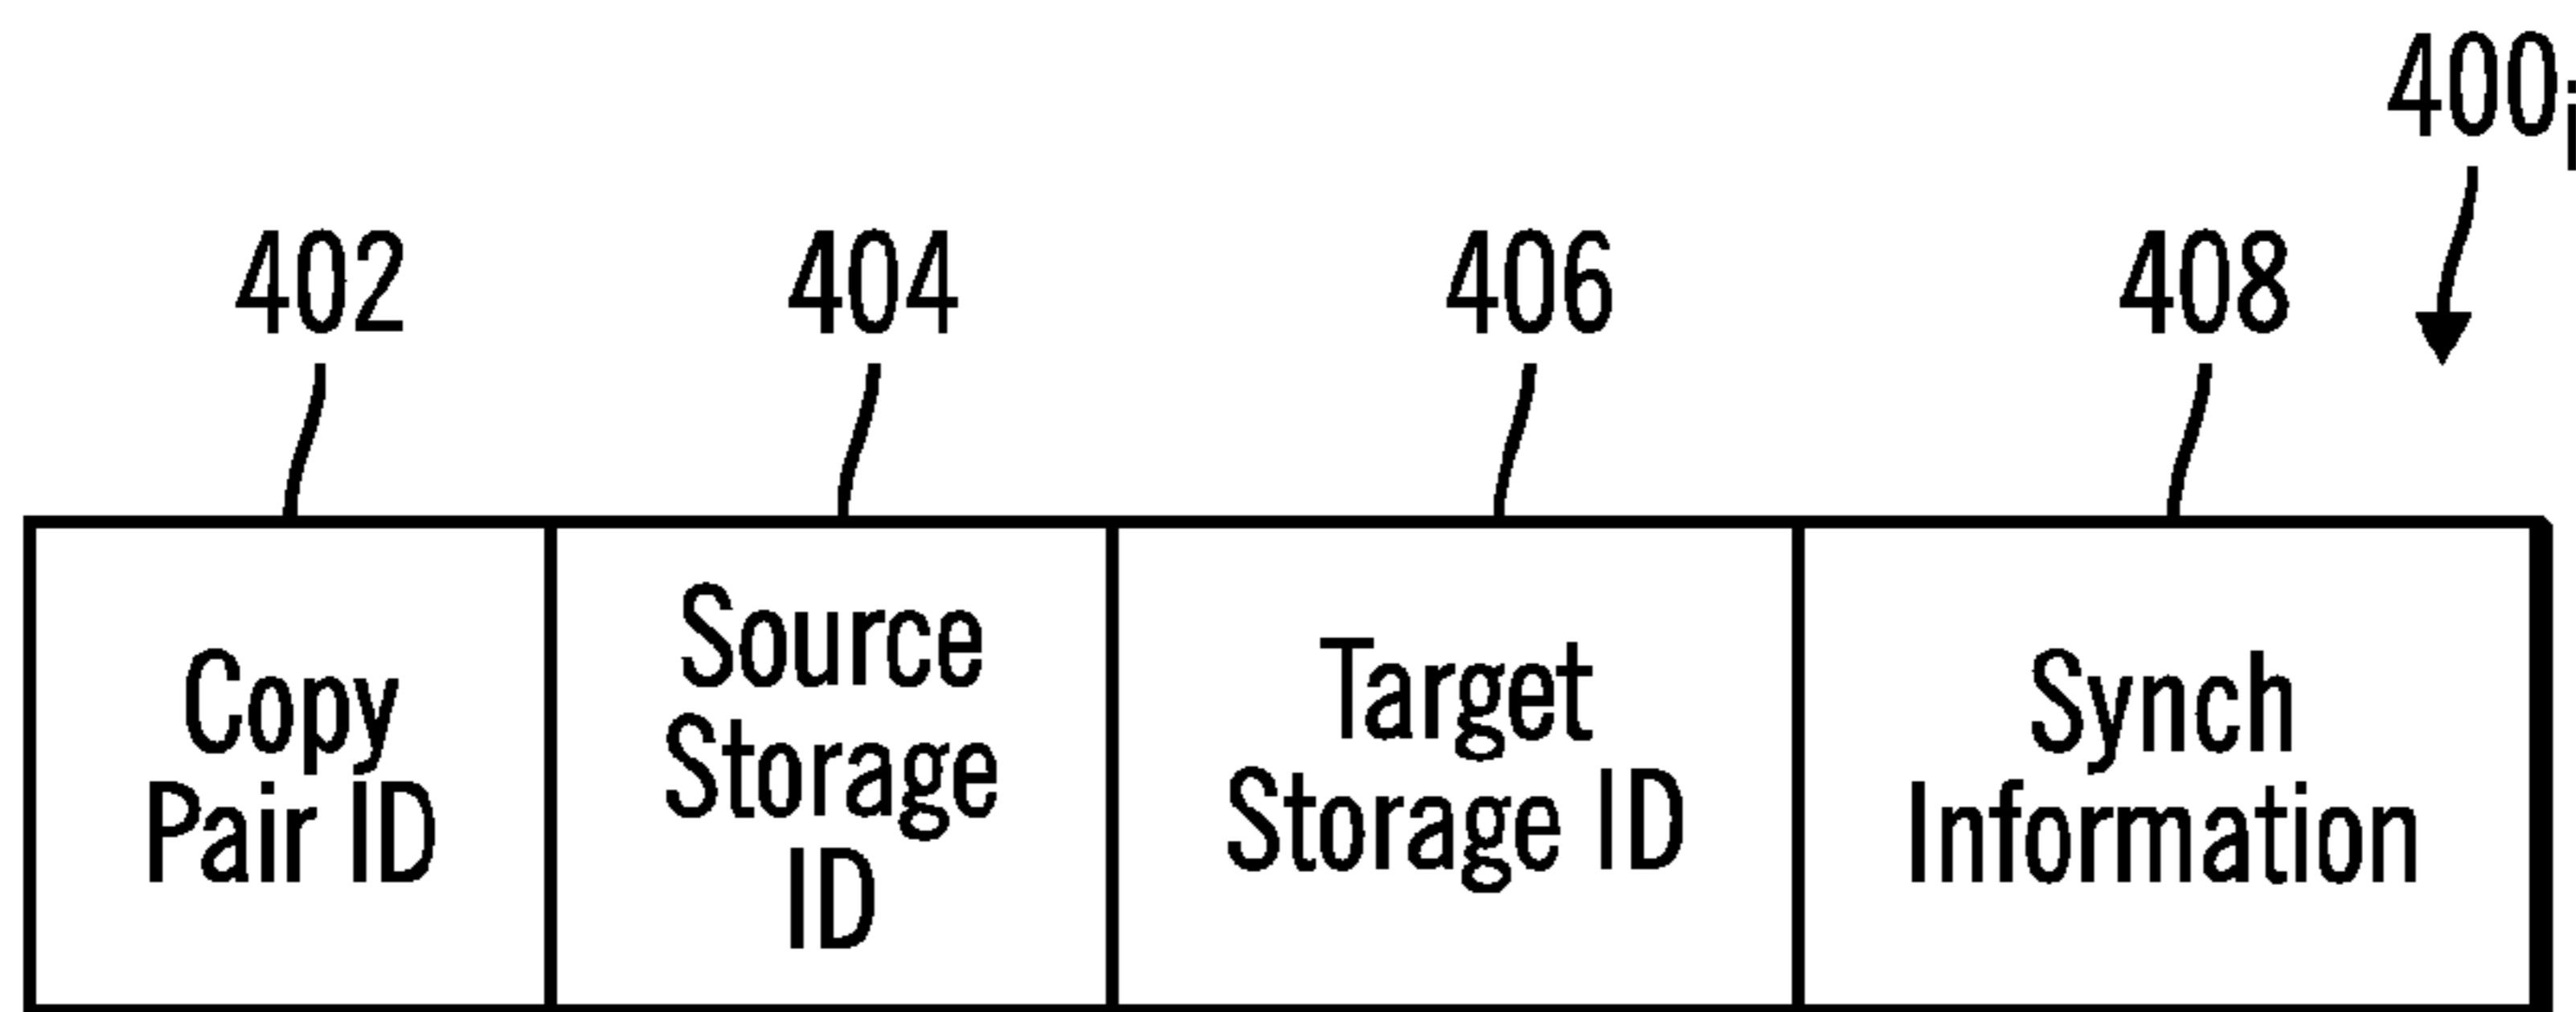 400i
402 404 406 408
Copy
Pair ID
Source
Storage
ID
Target
Storage ID
Synch
Information